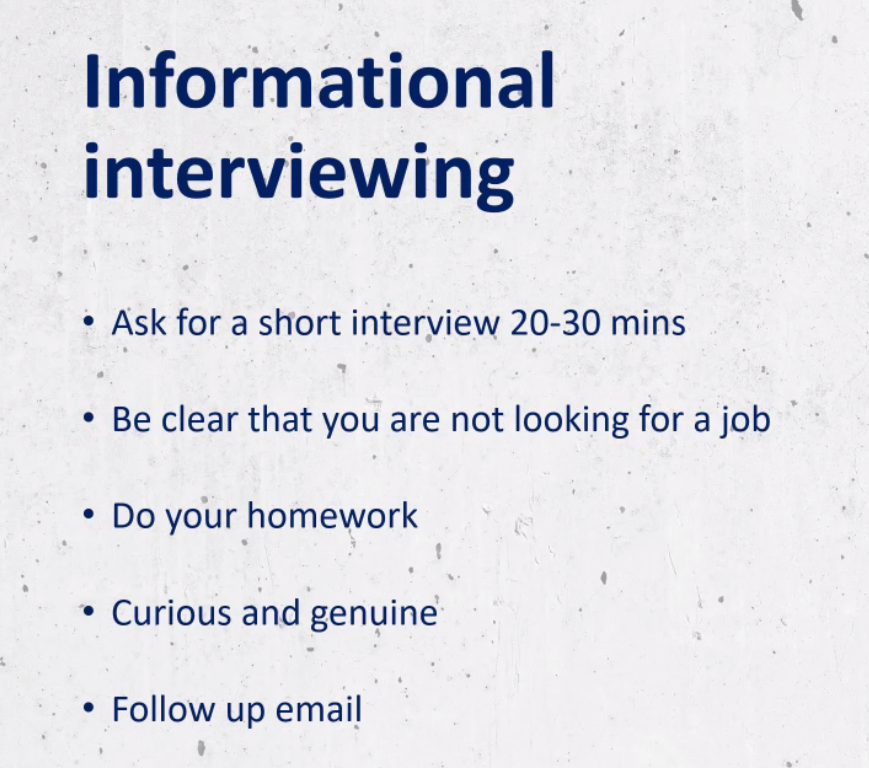 Informational
interviewing
• Ask for a short interview 20-30 mins
• Be clear that you are not looking for a job
• Do your homework
• Curious and genuine
• Follow up email